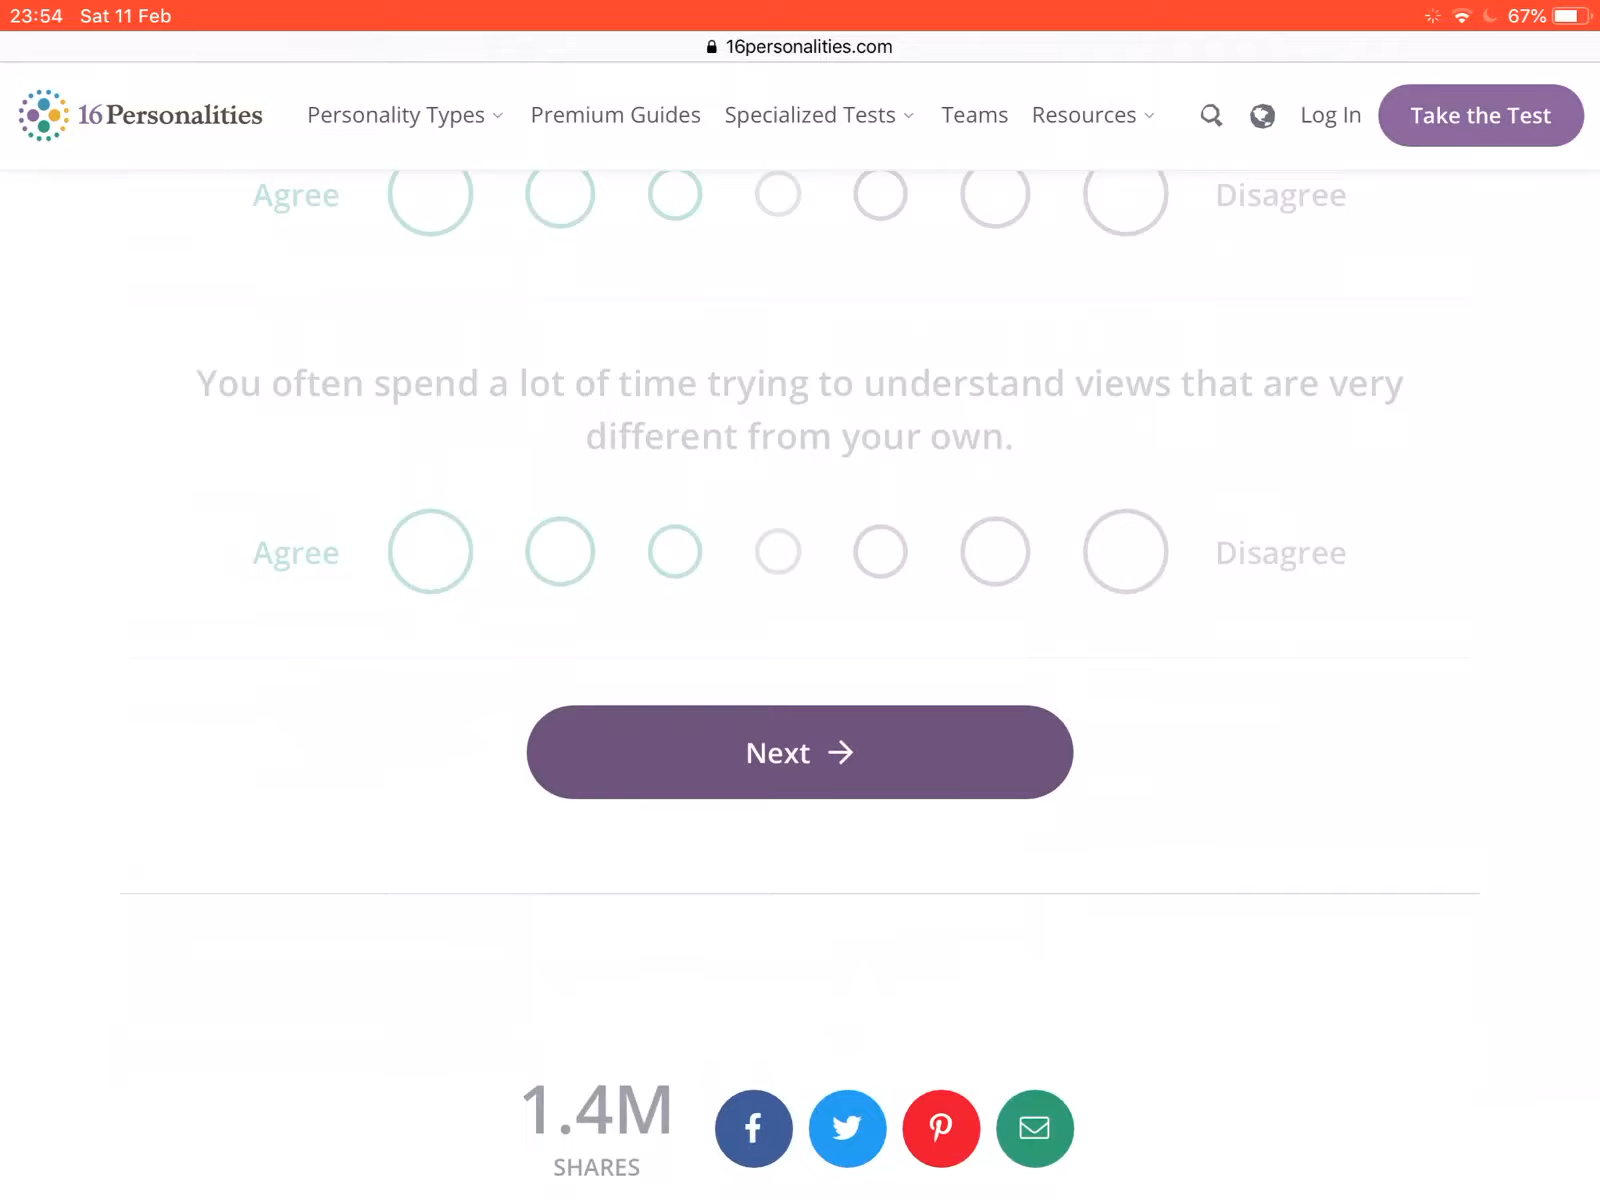 23:54 Sat 11 Feb 67%
16personalities.com
16Personalities Personality Types Premium Guides Specialized Tests Teams Resources Log In Take the Test
Agree Disagree
You often spend a lot of time trying to understand views that are very
different from your own.
Agree Disagree
Next →
1.4M
SHARES